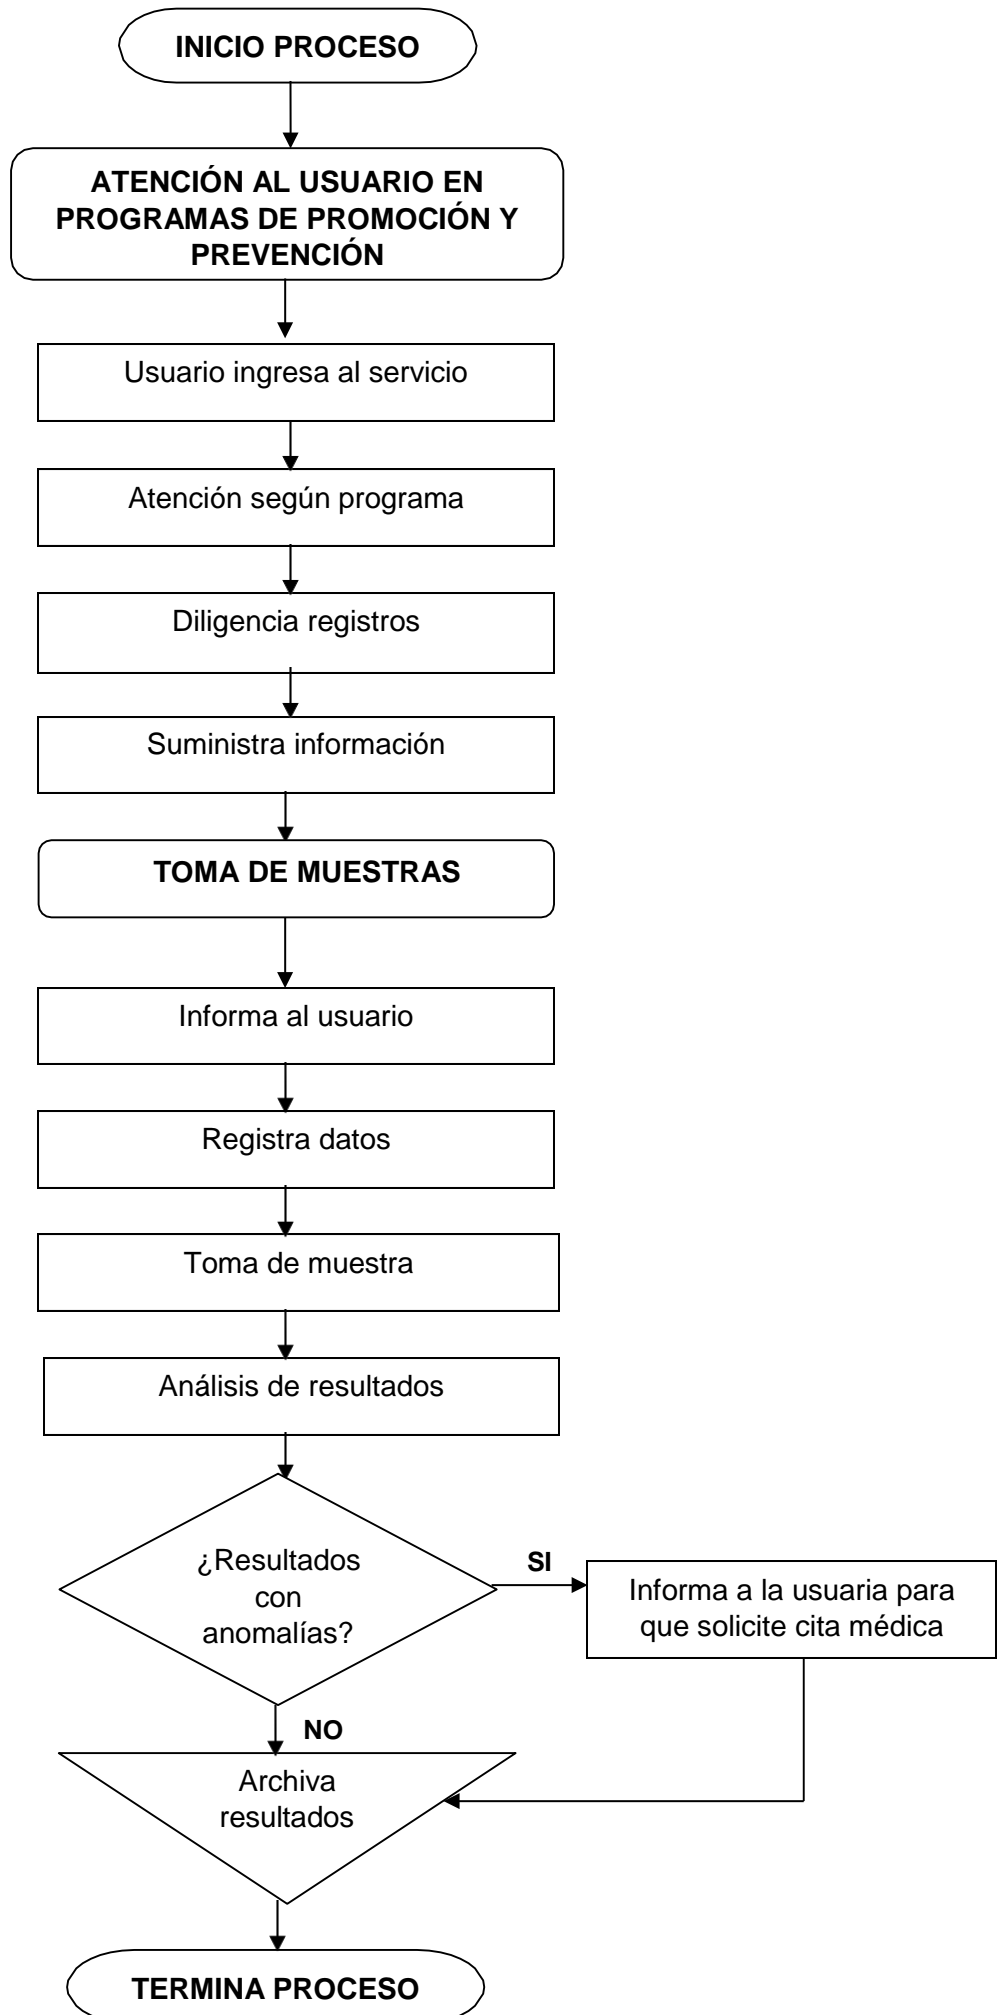 INICIO PROCESO
ATENCIÓN AL USUARIO EN
PROGRAMAS DE PROMOCIÓN Y
PREVENCIÓN
Usuario ingresa al servicio
Atención según programa
Diligencia registros
Suministra información
TOMA DE MUESTRAS
Informa al usuario
Registra datos
Toma de muestra
Análisis de resultados
¿Resultados
con
anomalías?
SI
Informa a la usuaria para
que solicite cita médica
NO
Archiva
resultados
TERMINA PROCESO